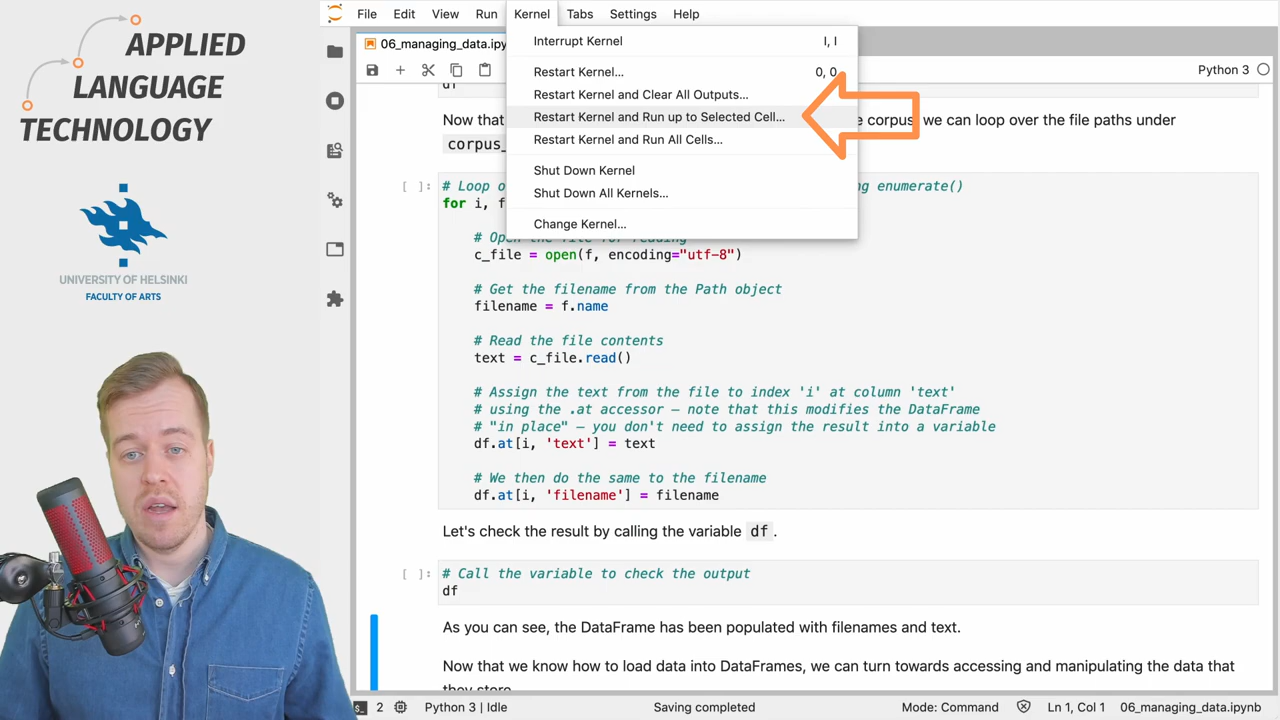 APPLIED
LANGUAGE
TECHNOLOGY
UNIVERSITY OF HELSINKI
FACULTY OF ARTS
File Edit View Run Kernel Tabs Settings Help
06_managing_data.ipy
Python 3
Interrupt Kernel I, I
Restart Kernel… 0, 0
Restart Kernel and Clear All Outputs…
Restart Kernel and Run up to Selected Cell…
Restart Kernel and Run All Cells…
Shut Down Kernel
Shut Down All Kernels…
Change Kernel…
df
Now that e corpus, we can loop over the file paths under
corpus_
[ ]: # Loop o ng enumerate()
for i, f
# Open the file for reading
c_file = open(f, encoding="utf-8")
# Get the filename from the Path object
filename = f.name
# Read the file contents
text = c_file.read()
# Assign the text from the file to index 'i' at column 'text'
# using the .at accessor – note that this modifies the DataFrame
# "in place" – you don't need to assign the result into a variable
df.at[i, 'text'] = text
# We then do the same to the filename
df.at[i, 'filename'] = filename
Let's check the result by calling the variable df.
[ ]: # Call the variable to check the output
df
As you can see, the DataFrame has been populated with filenames and text.
Now that we know how to load data into DataFrames, we can turn towards accessing and manipulating the data that
they store.
2 Python 3 | Idle Saving completed Mode: Command Ln 1, Col 1 06_managing_data.ipynb